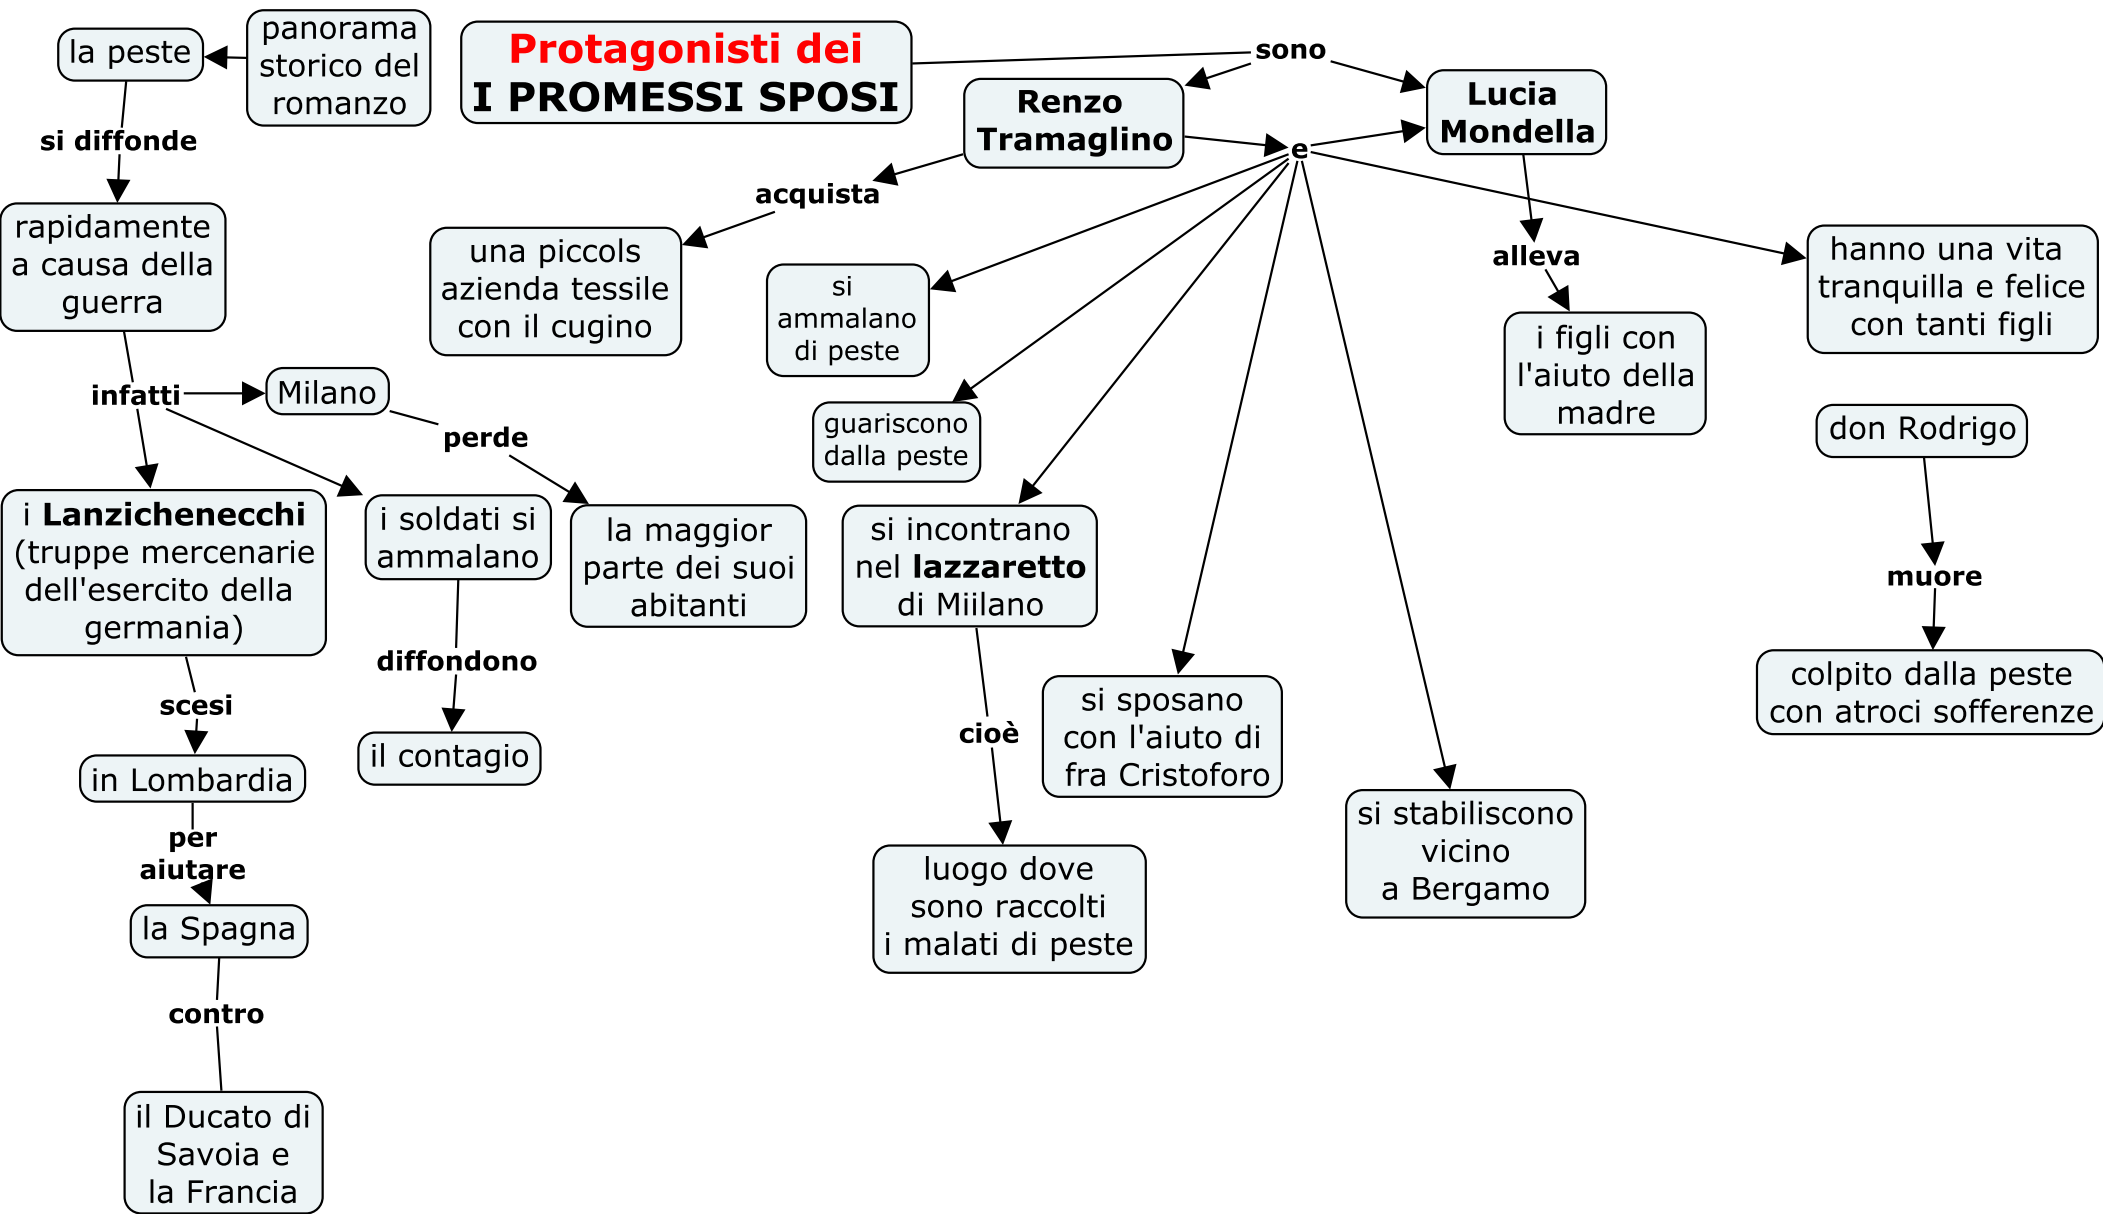 la peste
panorama
storico del
romanzo
si diffonde
rapidamente
a causa della
guerra
infatti
Milano
perde
la maggior
parte dei suoi
abitanti
i soldati si
ammalano
diffondono
il contagio
i Lanzichenecchi
(truppe mercenarie
dell'esercito della
germania)
scesi
in Lombardia
per
aiutare
la Spagna
contro
il Ducato di
Savoia e
la Francia
Protagonisti dei
I PROMESSI SPOSI
sono
Renzo
Tramaglino
e
Lucia
Mondella
acquista
una piccols
azienda tessile
con il cugino
si
ammalano
di peste
guariscono
dalla peste
si incontrano
nel lazzaretto
di Miilano
cioè
luogo dove
sono raccolti
i malati di peste
si sposano
con l'aiuto di
fra Cristoforo
si stabiliscono
vicino
a Bergamo
alleva
i figli con
l'aiuto della
madre
hanno una vita
tranquilla e felice
con tanti figli
don Rodrigo
muore
colpito dalla peste
con atroci sofferenze